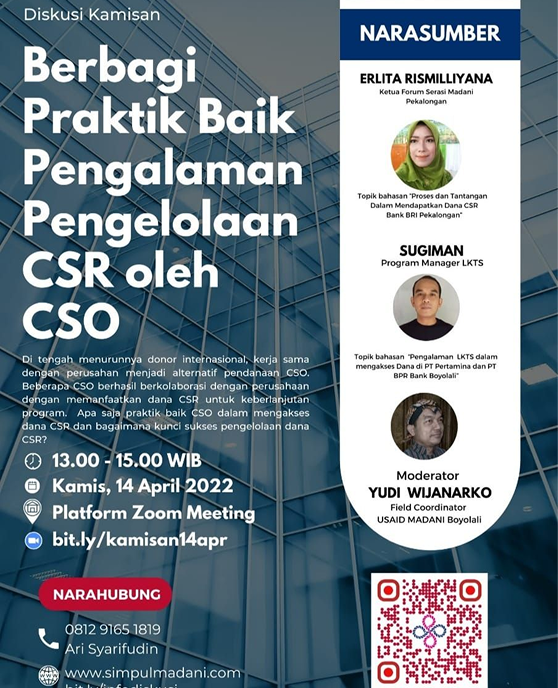 Diskusi Kamisan
Berbagi
Praktik Baik
Pengalaman
Pengelolaan
CSR oleh
CSO
Di tengah menurunnya donor internasional, kerja sama
dengan perusahan menjadi alternatif pendanaan CSO.
Beberapa CSO berhasil berkolaborasi dengan perusahaan
dengan memanfaatkan dana CSR untuk keberlanjutan
program. Apa saja praktik baik CSO dalam mengakses
dana CSR dan bagaimana kunci sukses pengelolaan dana
CSR?
13.00 - 15.00 WIB
Kamis, 14 April 2022
Platform Zoom Meeting
bit.ly/kamisan14apr
NARAHUBUNG
0812 9165 1819
Ari Syarifudin
www.simpulmadani.com
bit.ly/infodiskusi
NARASUMBER
ERLITA RISMILLIYANA
Ketua Forum Serasi Madani
Pekalongan
Topik bahasan "Proses dan Tantangan
Dalam Mendapatkan Dana CSR
Bank BRI Pekalongan"
SUGIMAN
Program Manager LKTS
Topik bahasan "Pengalaman LKTS dalam
mengakses Dana di PT Pertamina dan PT
BPR Bank Boyolali"
Moderator
YUDI WIJANARKO
Field Coordinator
USAID MADANI Boyolali